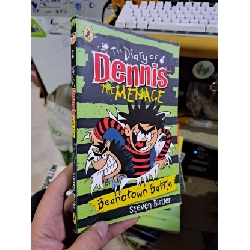 The Diary of
Dennis
THE MENACE
Beanotown Battle
Steven Butler